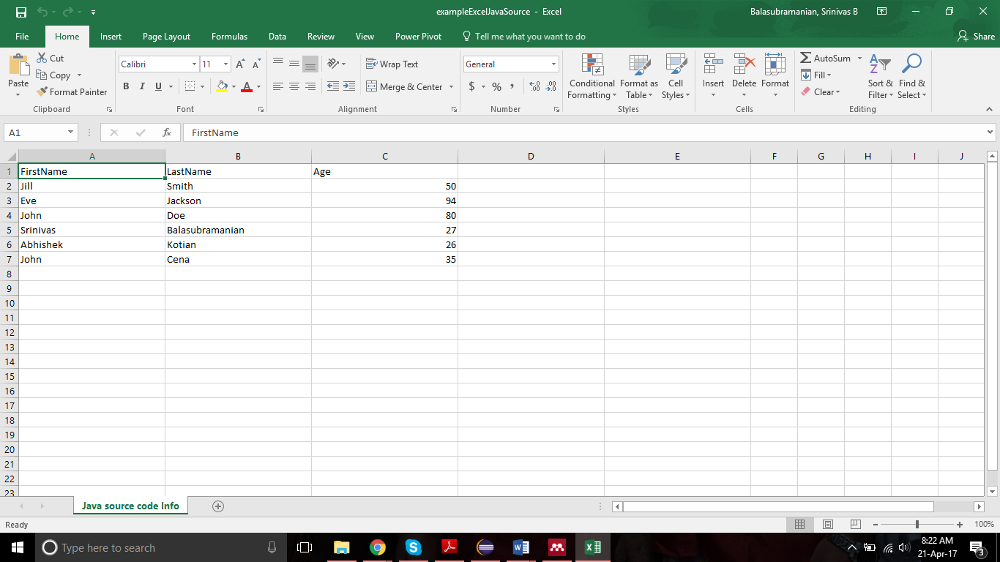 exampleExcelJavaSource - Excel
Balasubramanian, Srinivas B
File Home Insert Page Layout Formulas Data Review View Power Pivot Tell me what you want to do Share
Paste
Cut
Copy
Format Painter
Clipboard
Calibri 11
B I U
Font
Wrap Text
Merge & Center
Alignment
General
$ % ,
Number
Conditional Formatting
Format as Table
Cell Styles
Styles
Insert Delete Format
Cells
AutoSum
Fill
Clear
Sort & Filter
Find & Select
Editing
A1 fx FirstName
A B C D E F G H I J
1 FirstName LastName Age
2 Jill Smith 50
3 Eve Jackson 94
4 John Doe 80
5 Srinivas Balasubramanian 27
6 Abhishek Kotian 26
7 John Cena 35
8
9
10
11
12
13
14
15
16
17
18
19
20
21
22
23
Java source code Info
Ready
100%
Type here to search
8:22 AM
21-Apr-17
3